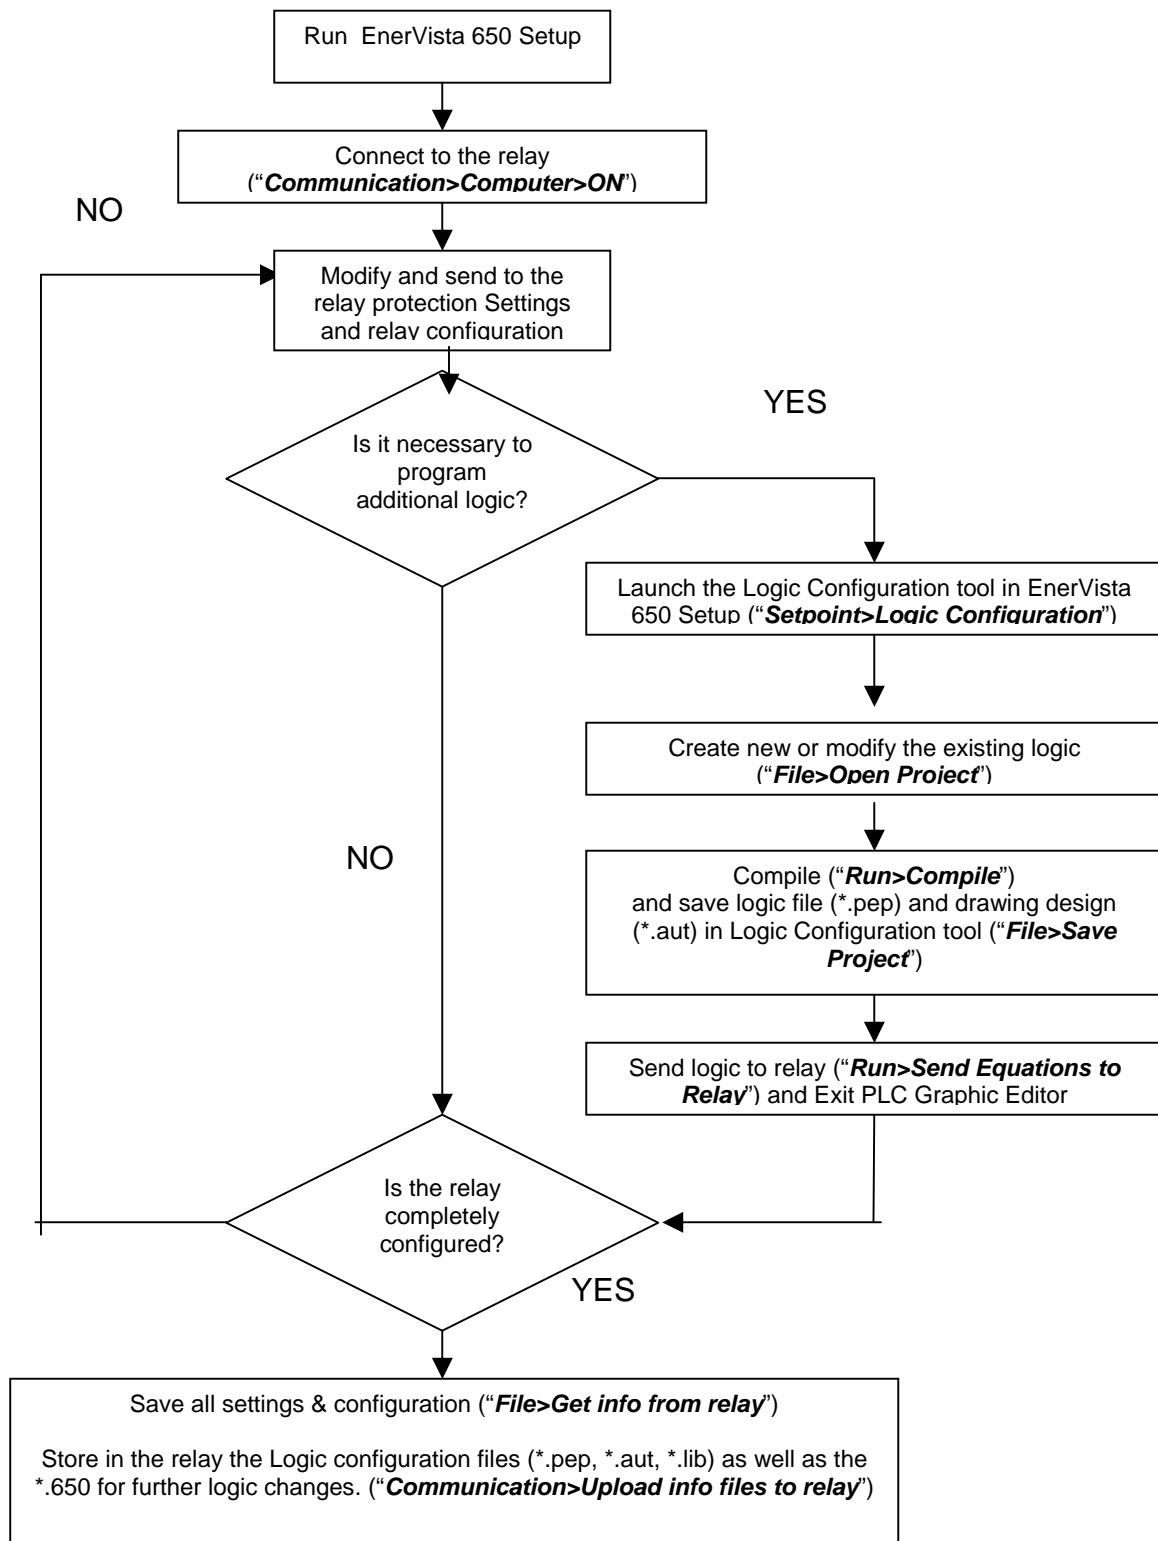 Run EnerVista 650 Setup
Connect to the relay
(“Communication>Computer>ON”)
NO
Modify and send to the
relay protection Settings
and relay configuration
YES
Is it necessary to
program
additional logic?
Launch the Logic Configuration tool in EnerVista
650 Setup (“Setpoint>Logic Configuration”)
Create new or modify the existing logic
(“File>Open Project”)
NO
Compile (“Run>Compile”)
and save logic file (*.pep) and drawing design
(*.aut) in Logic Configuration tool (“File>Save
Project”)
Send logic to relay (“Run>Send Equations to
Relay”) and Exit PLC Graphic Editor
Is the relay
completely
configured?
YES
Save all settings & configuration (“File>Get info from relay”)
Store in the relay the Logic configuration files (*.pep, *.aut, *.lib) as well as the
*.650 for further logic changes. (“Communication>Upload info files to relay”)